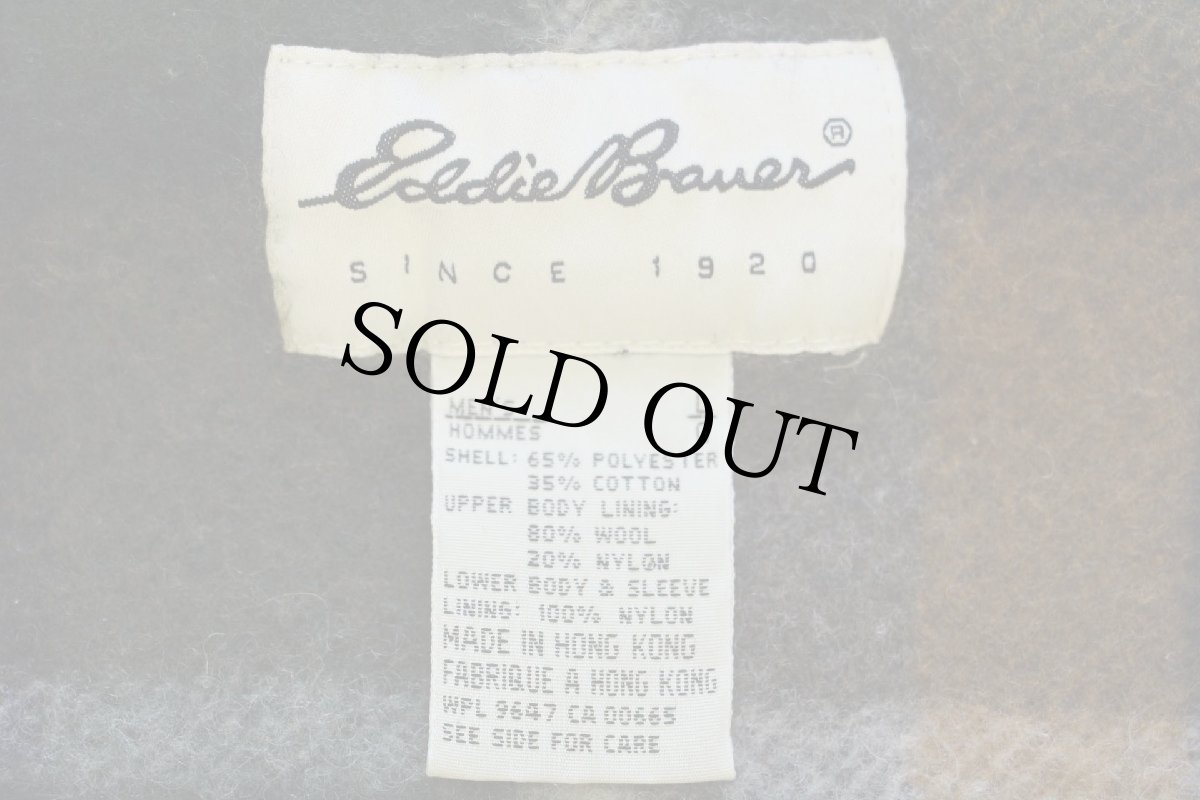 Eddie Bauer ®
SINCE 1920
SOLD OUT
MEN'S L
HOMMES G
SHELL: 65% POLYESTER
35% COTTON
UPPER BODY LINING:
80% WOOL
20% NYLON
LOWER BODY & SLEEVE
LINING: 100% NYLON
MADE IN HONG KONG
FABRIQUE A HONG KONG
WPL 9647 CA 00665
SEE SIDE FOR CARE